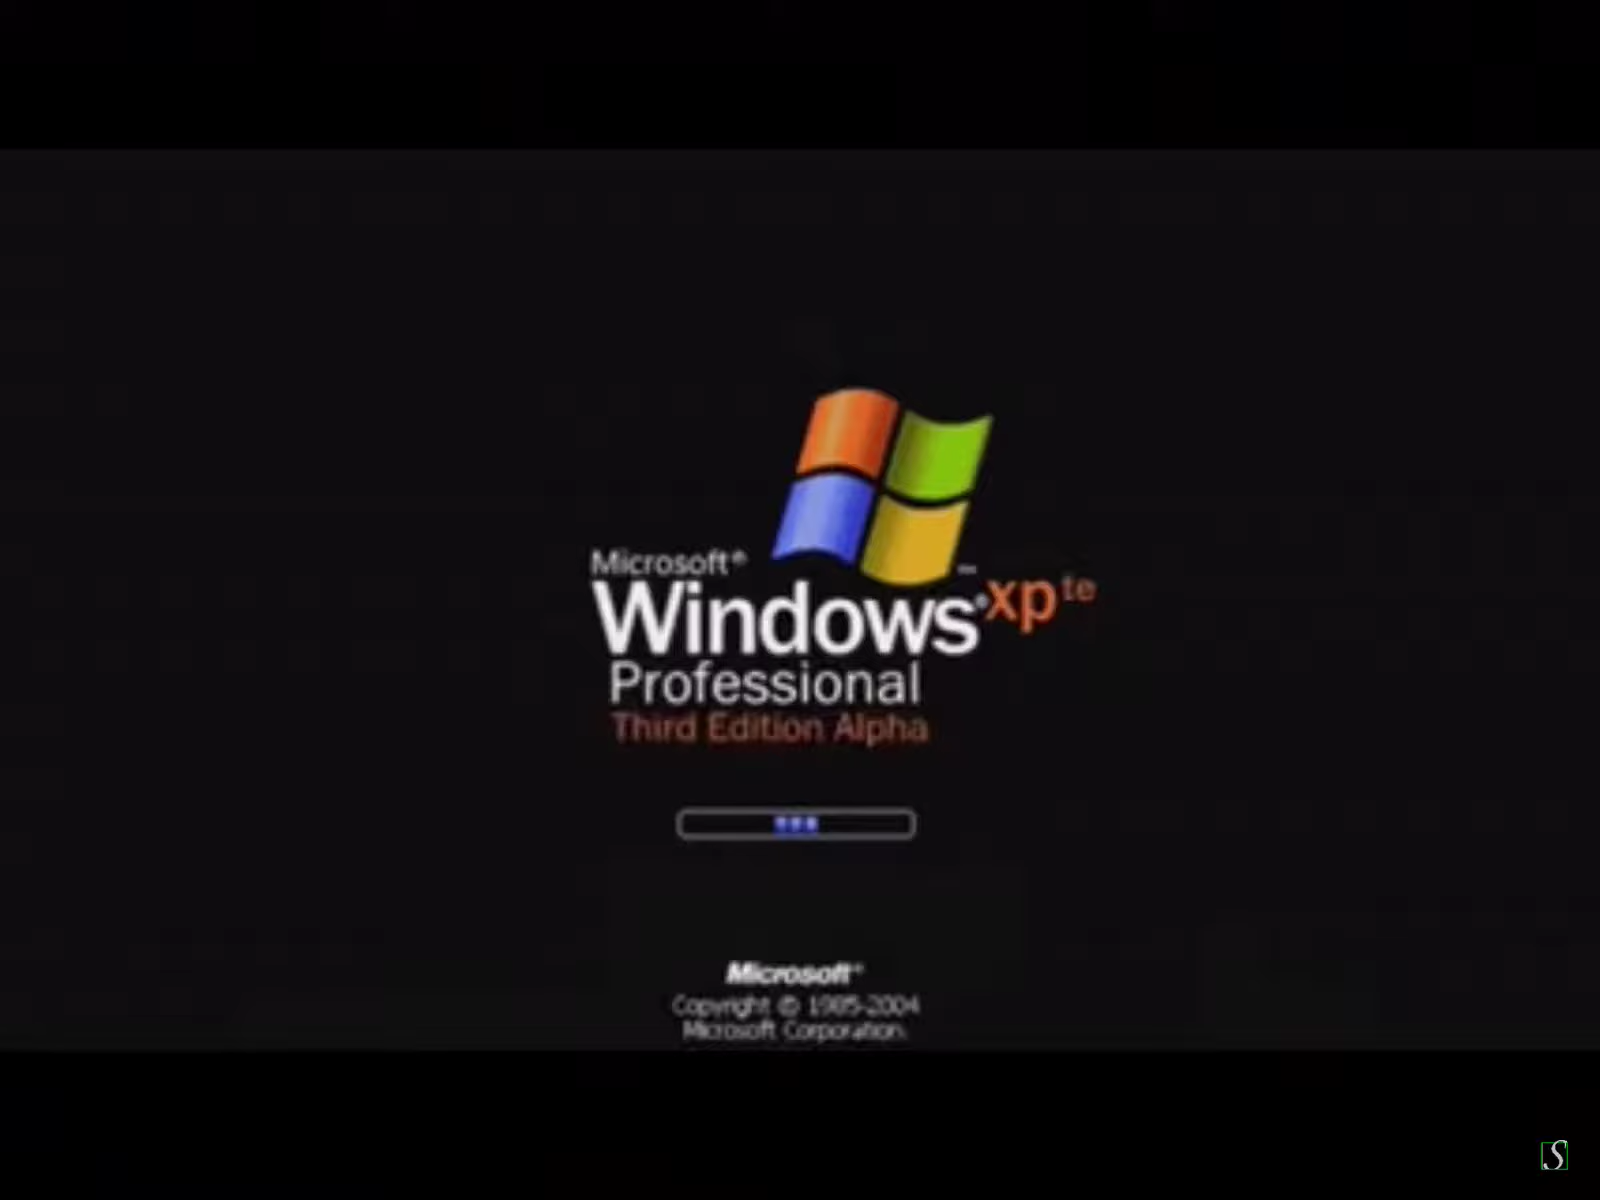 Microsoft®
Windows® xp te
Professional
Third Edition Alpha
Microsoft®
Copyright © 1985-2004
Microsoft Corporation.
S